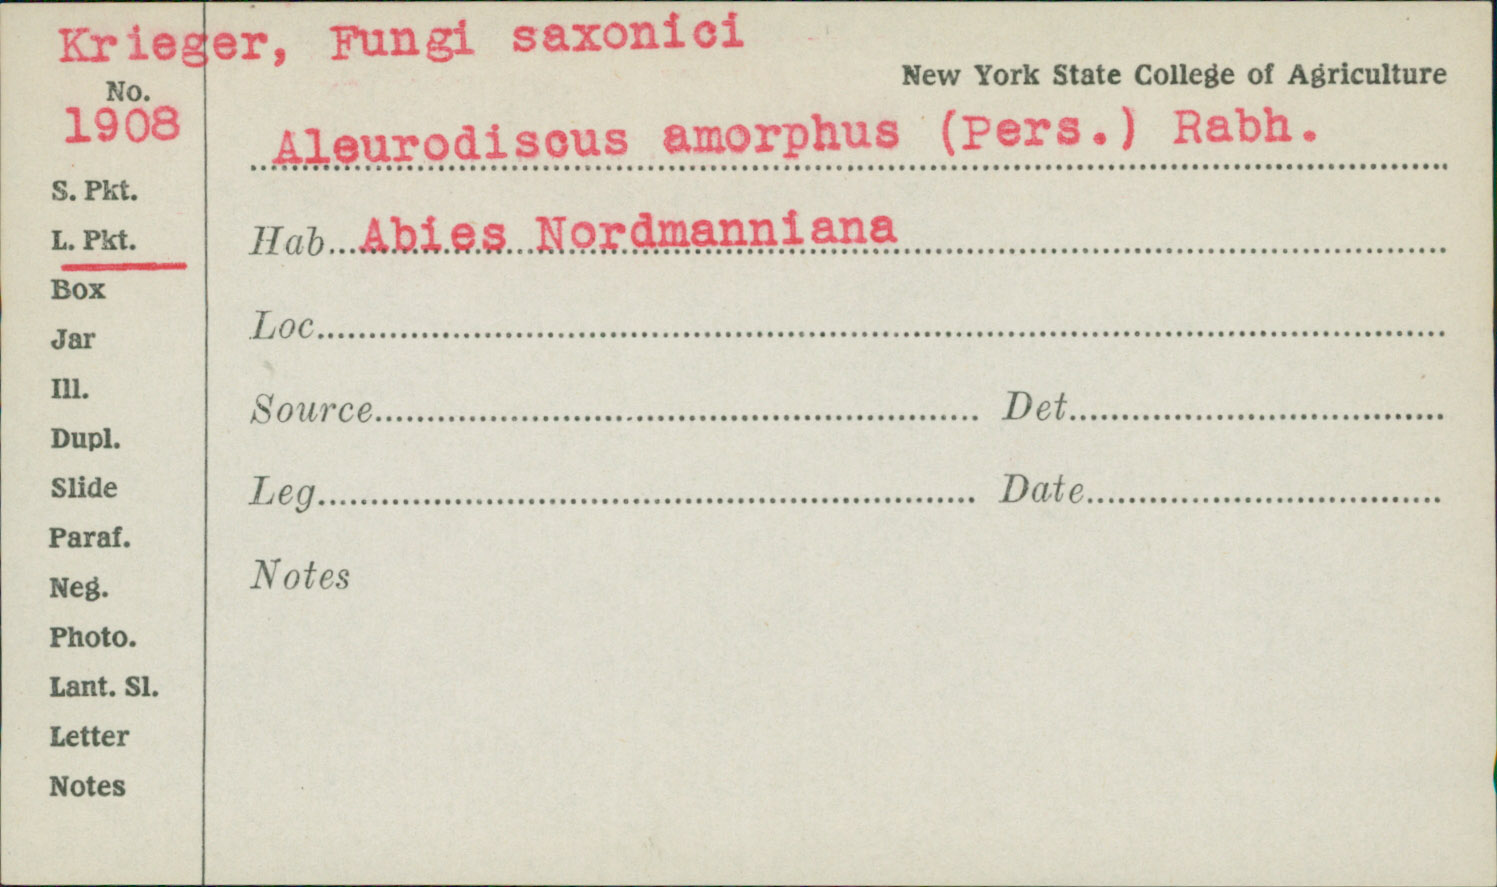 Krieger, Fungi saxonici
New York State College of Agriculture
No.
1908
Aleurodiscus amorphus (Pers.) Rabh.
S. Pkt.
L. Pkt.
Hab. Abies Nordmanniana
Box
Loc.
Jar
Ill.
Source
Det.
Dupl.
Slide
Leg.
Date
Paraf.
Notes
Neg.
Photo.
Lant. Sl.
Letter
Notes